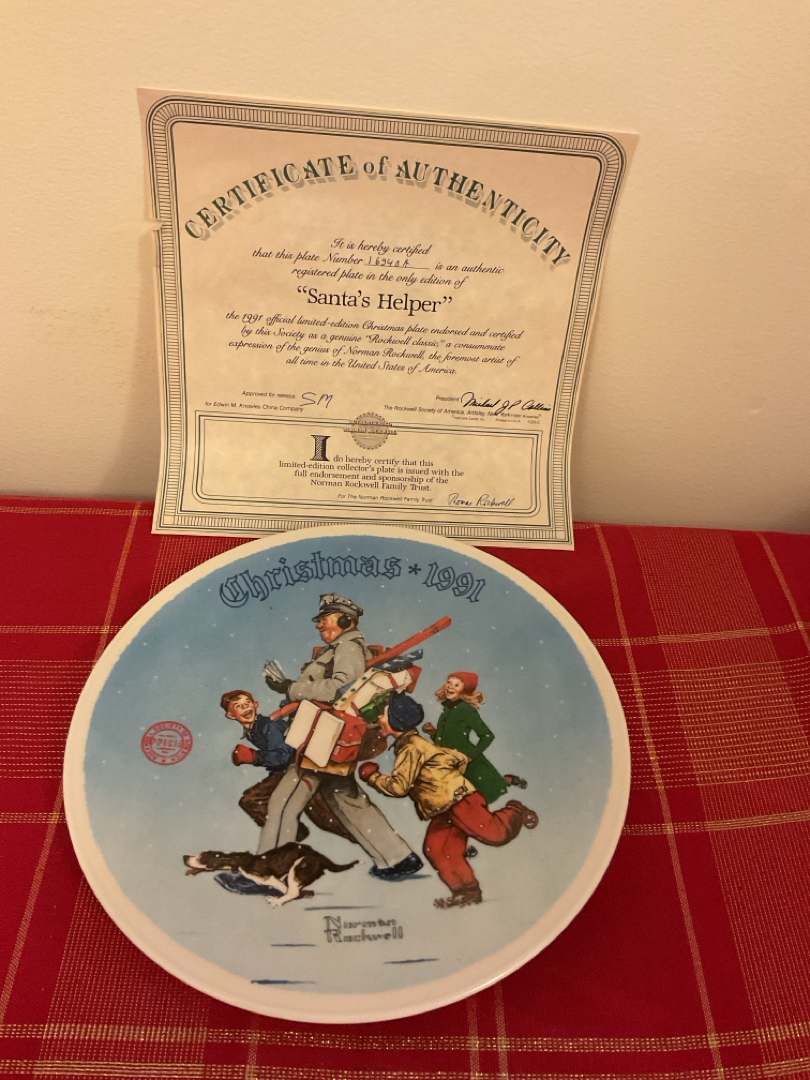 CERTIFICATE of AUTHENTICITY
It is hereby certified
that this plate Number 16940A is an authentic
registered plate in the only edition of
“Santa's Helper”
the 1991 official limited-edition Christmas plate endorsed and certified
by this Society as a genuine “Rockwell classic,” a consummate
expression of the genius of Norman Rockwell, the foremost artist of
all time in the United States of America.
Approved for release: SM
for Edwin M. Knowles China Company
President
The Rockwell Society of America, Ardsley, New York
I do hereby certify that this
limited-edition collector's plate is issued with the
full endorsement and sponsorship of the
Norman Rockwell Family Trust.
For The Norman Rockwell Family Trust
Christmas * 1991
Norman
Rockwell